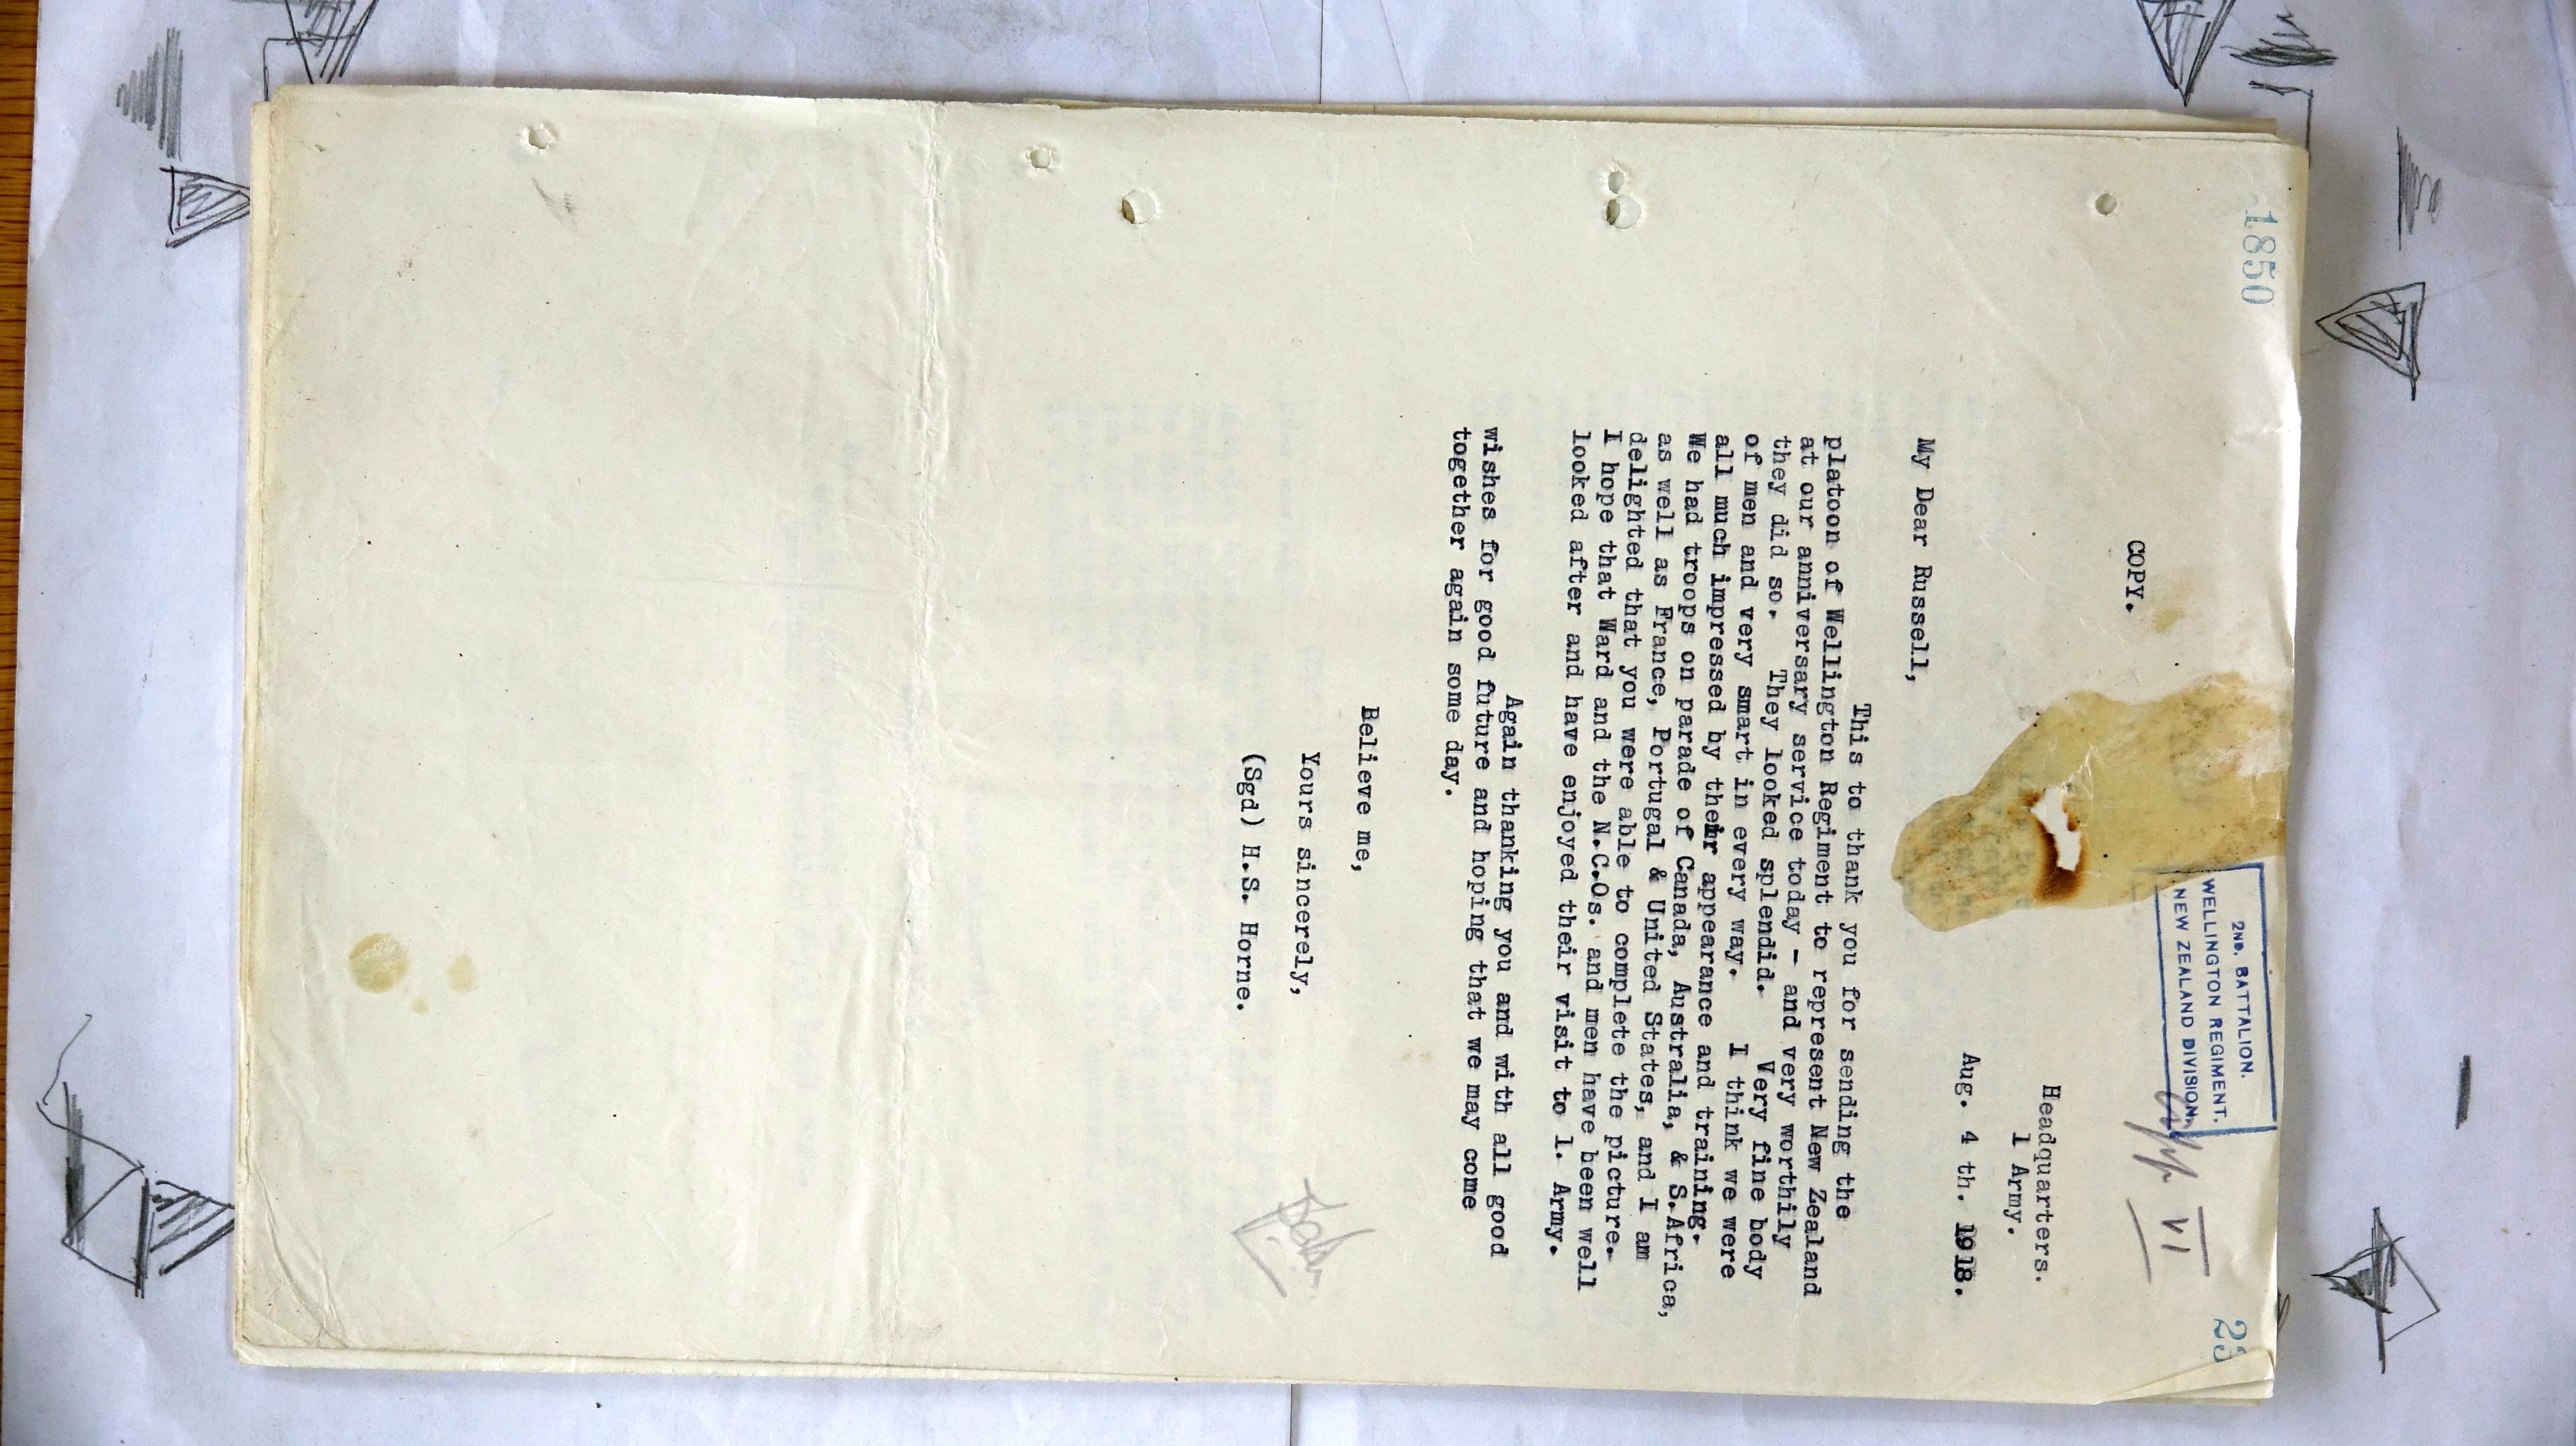 1850
23
2ND. BATTALION.
WELLINGTON REGIMENT.
NEW ZEALAND DIVISION.
App VI
COPY.
Headquarters.
1 Army.
Aug. 4 th. 1918.
My Dear Russell,
This to thank you for sending the
platoon of Wellington Regiment to represent New Zealand
at our anniversary service today - and very worthily
they did so. They looked splendid. Very fine body
of men and very smart in every way. I think we were
all much impressed by their appearance and training.
We had troops on parade of Canada, Australia, & S.Africa,
as well as France, Portugal & United States, and I am
delighted that you were able to complete the picture.
I hope that Ward and the N.C.Os. and men have been well
looked after and have enjoyed their visit to 1. Army.
Again thanking you and with all good
wishes for good future and hoping that we may come
together again some day.
Believe me,
Yours sincerely,
(Sgd) H.S. Horne.